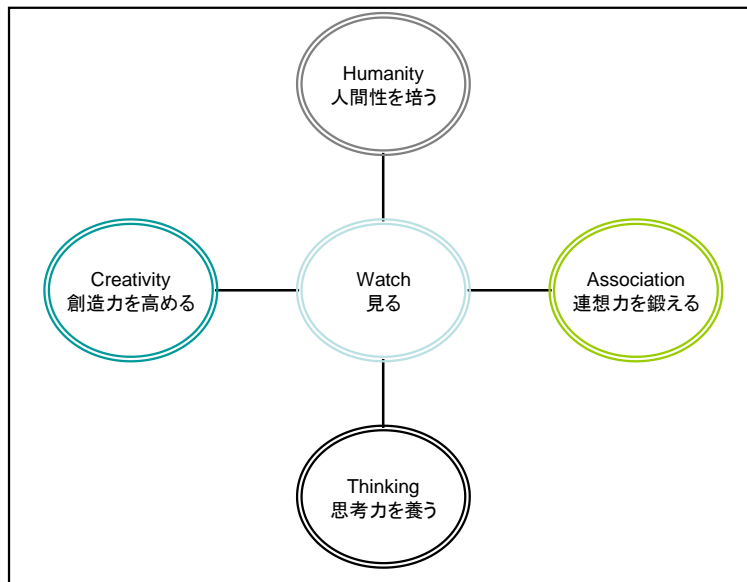 Humanity
人間性を培う
Creativity
創造力を高める
Watch
見る
Association
連想力を鍛える
Thinking
思考力を養う